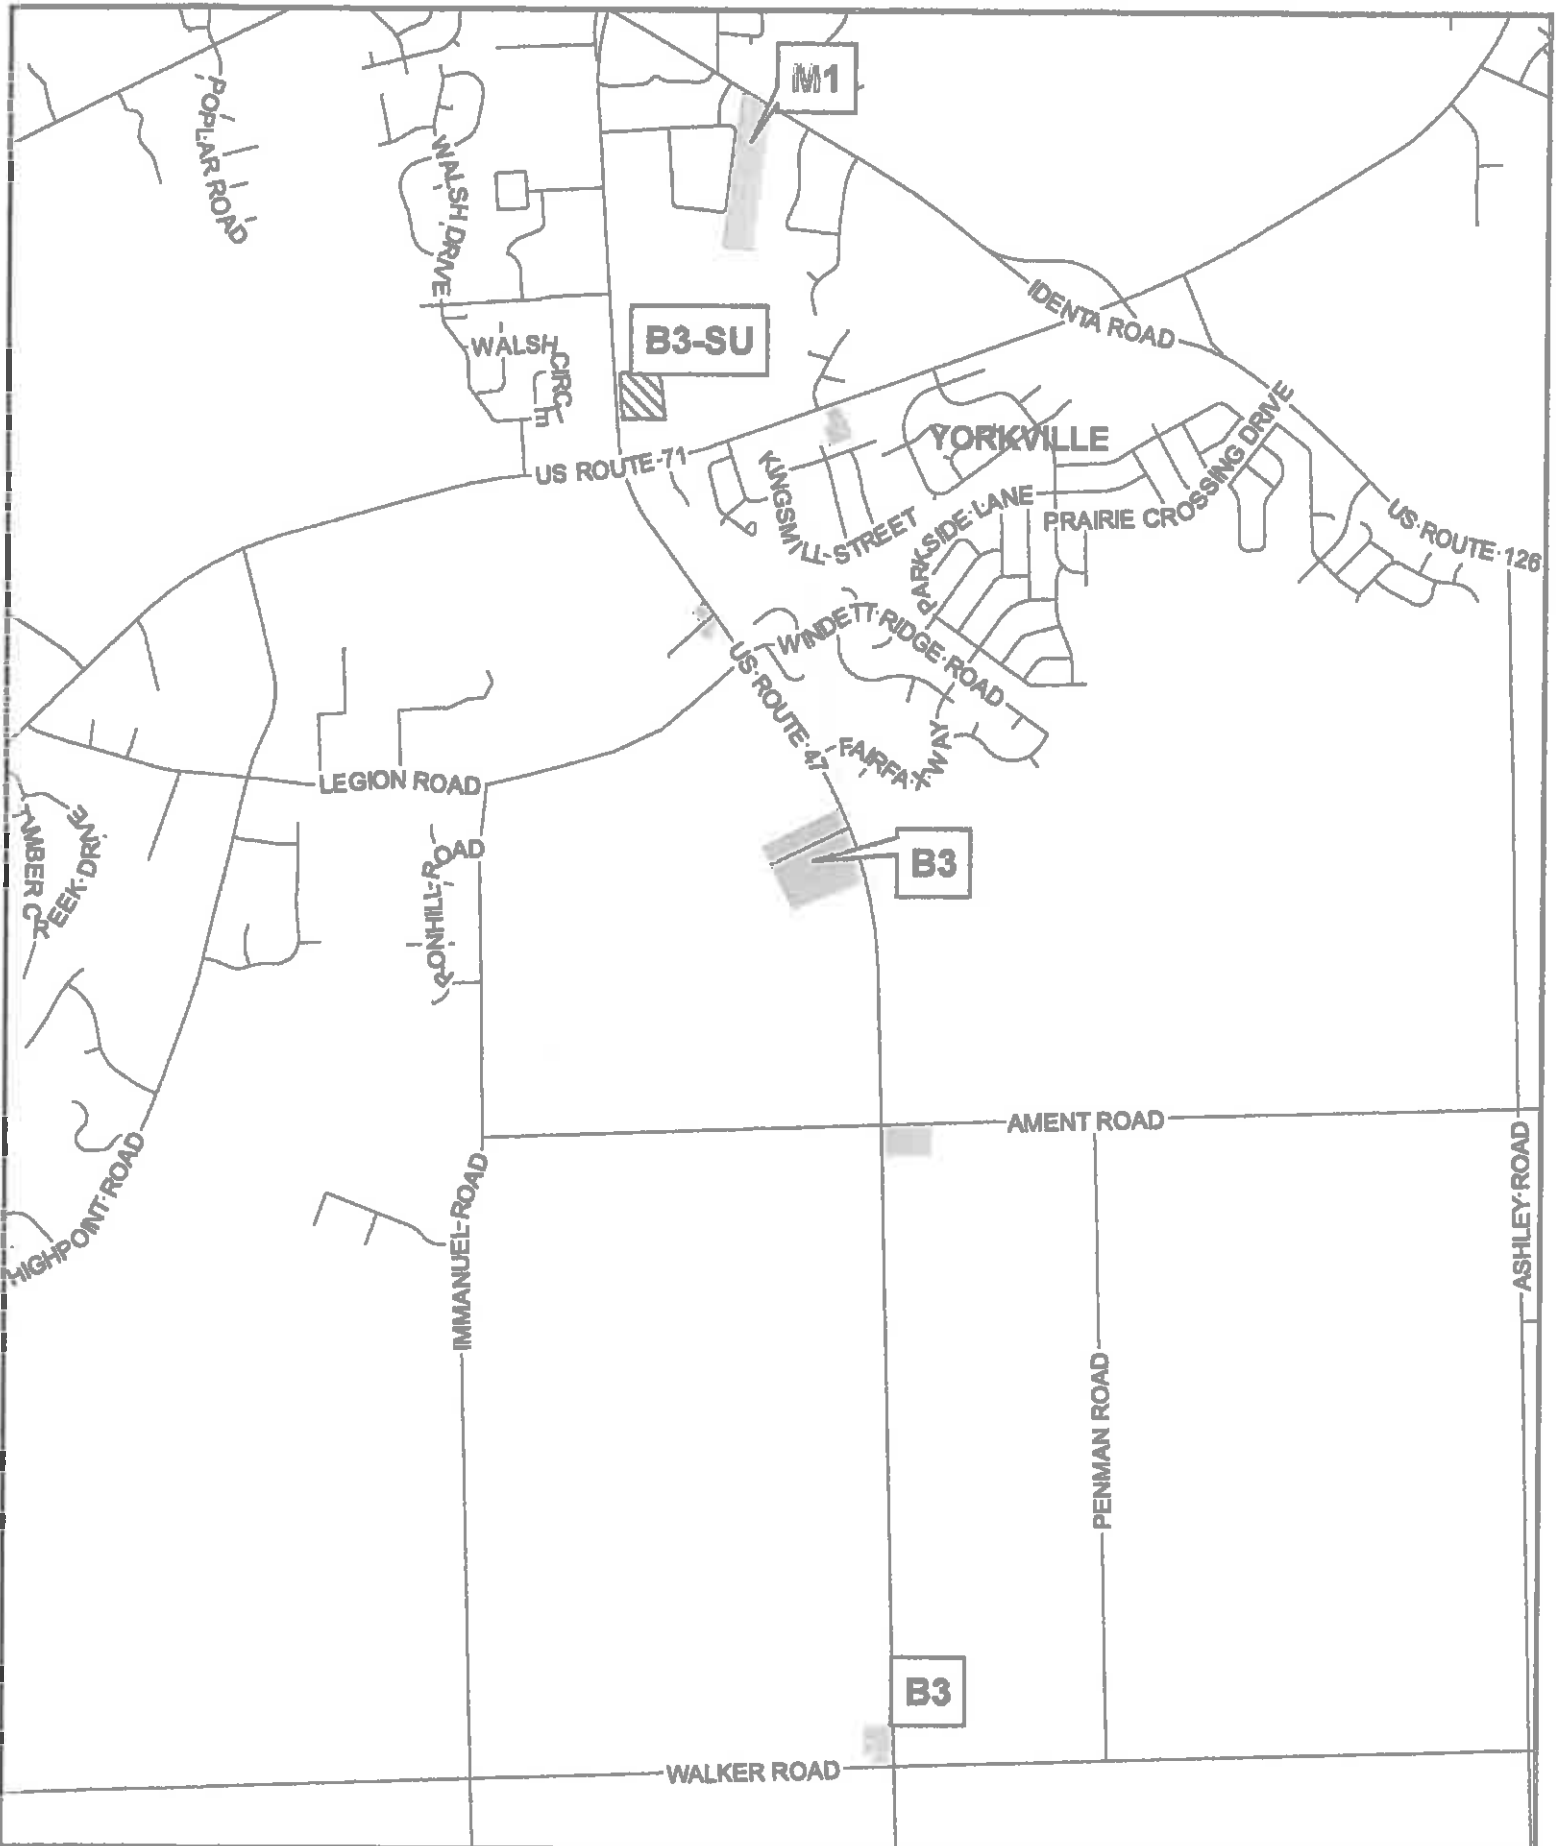 M1
POPLAR ROAD
WALSH DRIVE
IDENTA ROAD
B3-SU
WALSH CIRCLE
YORKVILLE
US ROUTE 71
KINGSMILL STREET
PARKSIDE LANE
PRAIRIE CROSSING DRIVE
US ROUTE 126
WINDETT RIDGE ROAD
US ROUTE 47
FAIRFAX WAY
LEGION ROAD
TIMBER CREEK DRIVE
RONHILL ROAD
B3
AMENT ROAD
HIGHPOINT ROAD
IMMANUEL ROAD
ASHLEY ROAD
PENMAN ROAD
B3
WALKER ROAD